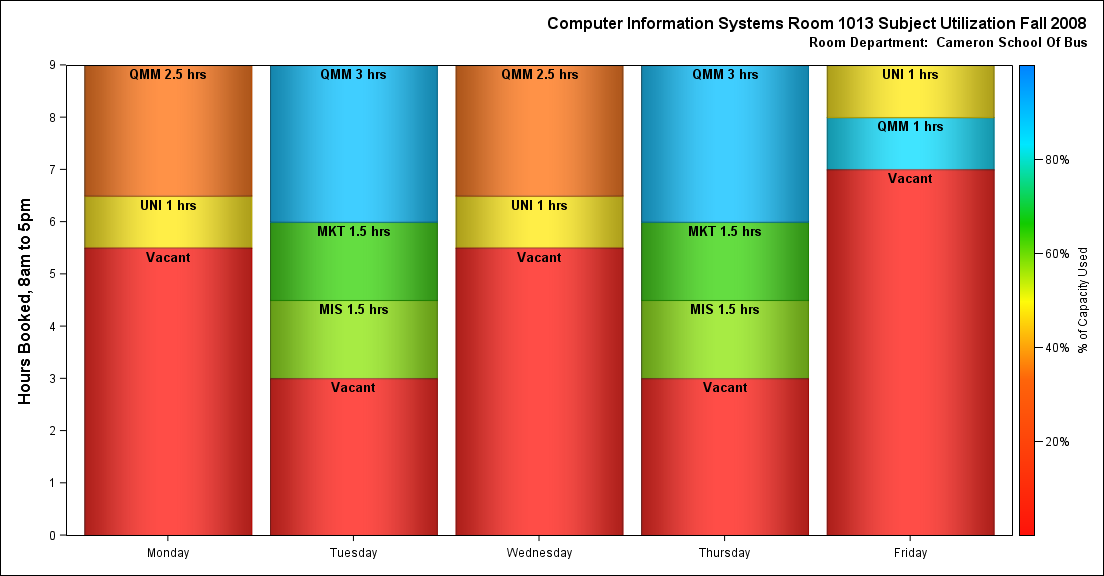 Computer Information Systems Room 1013 Subject Utilization Fall 2008
Room Department: Cameron School Of Bus
Hours Booked, 8am to 5pm
9
8
7
6
5
4
3
2
1
0
QMM 2.5 hrs
UNI 1 hrs
Vacant
QMM 3 hrs
MKT 1.5 hrs
MIS 1.5 hrs
Vacant
QMM 2.5 hrs
UNI 1 hrs
Vacant
QMM 3 hrs
MKT 1.5 hrs
MIS 1.5 hrs
Vacant
UNI 1 hrs
QMM 1 hrs
Vacant
Monday
Tuesday
Wednesday
Thursday
Friday
80%
60%
40%
20%
% of Capacity Used